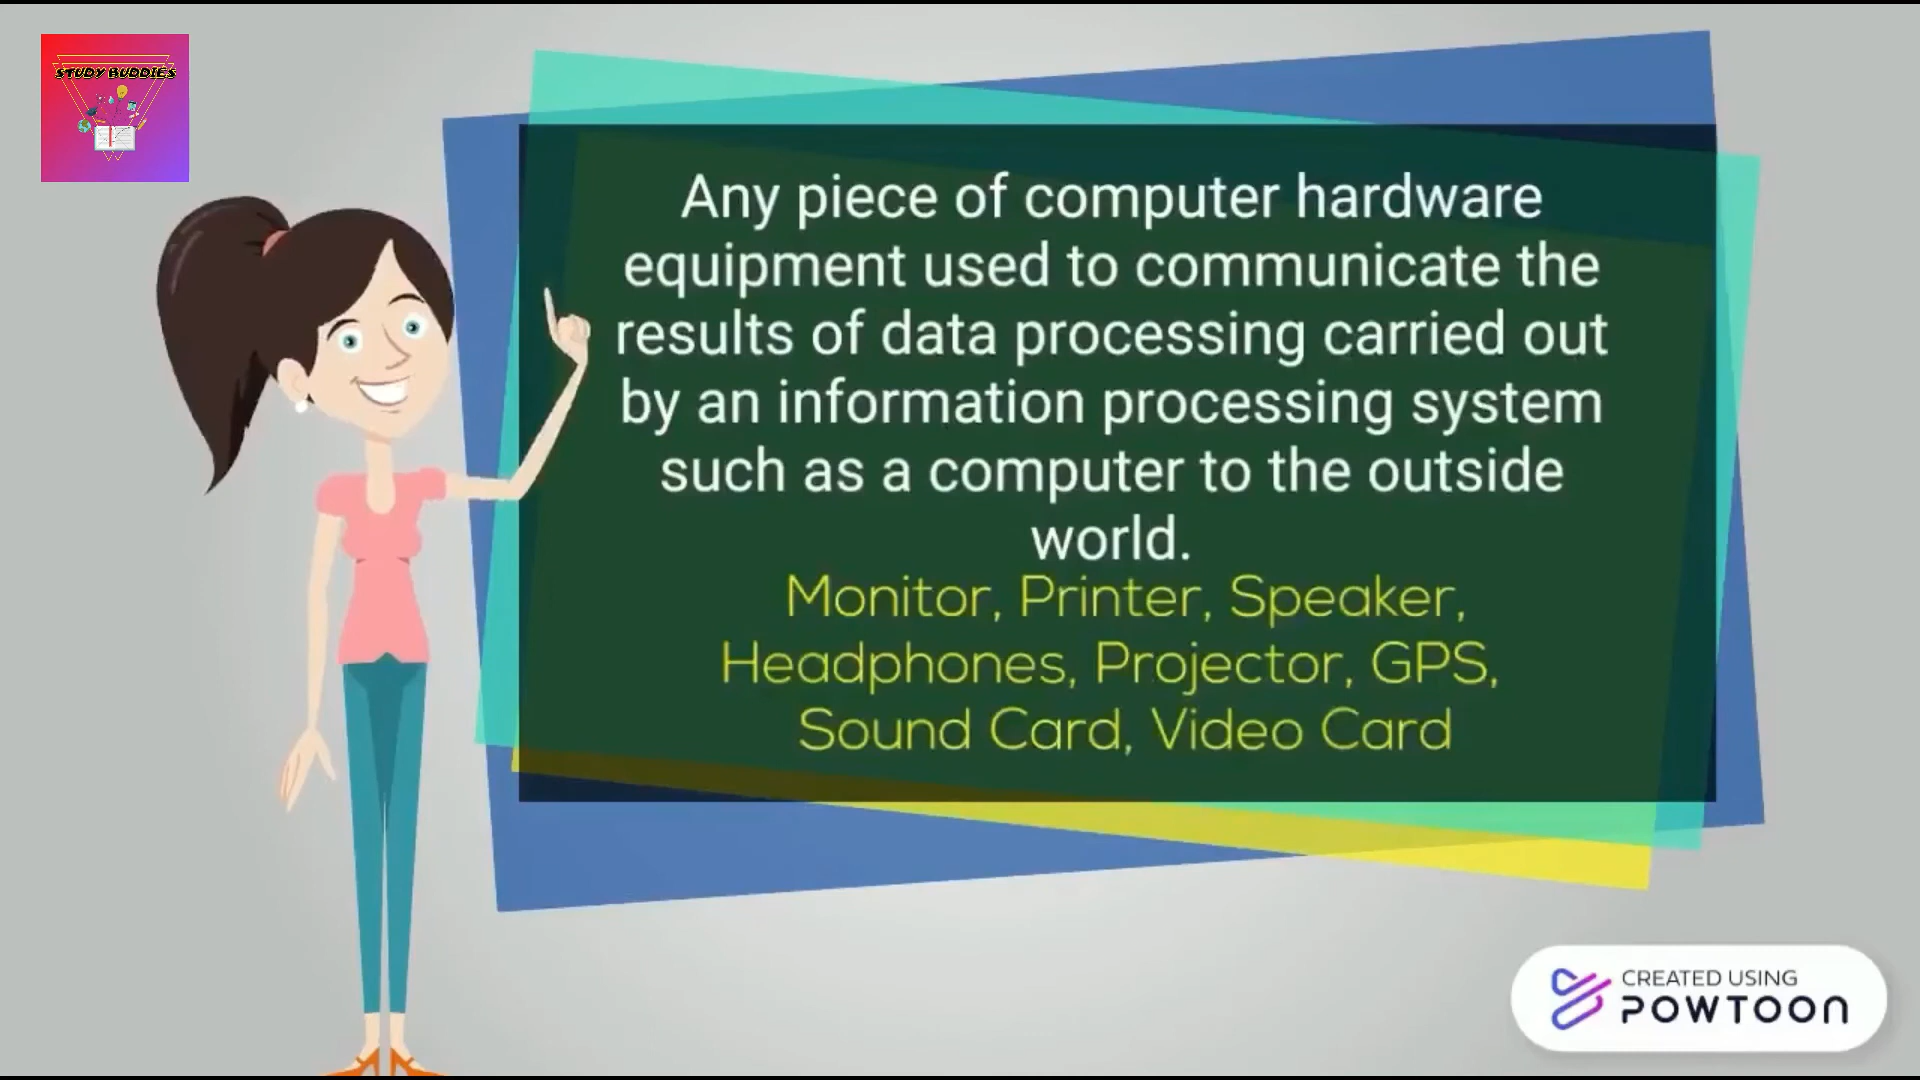 STUDY BUDDIES
Any piece of computer hardware
equipment used to communicate the
results of data processing carried out
by an information processing system
such as a computer to the outside
world.
Monitor, Printer, Speaker,
Headphones, Projector, GPS,
Sound Card, Video Card
CREATED USING
POWTOON